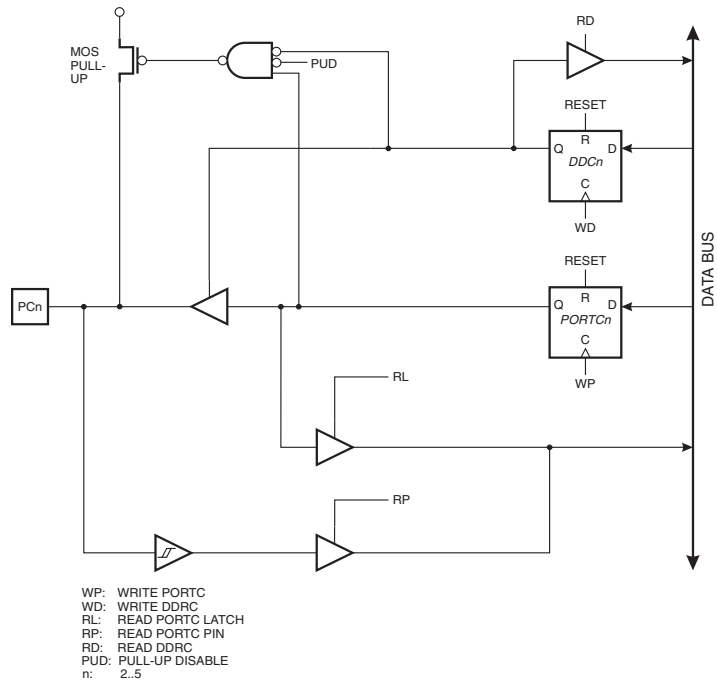 RD
MOS
PULL-
UP
PUD
RESET
R
Q D
DDCn
C
WD
RESET
R
PCn
Q D
PORTCn
C
WP
DATA BUS
RL
RP
WP: WRITE PORTC
WD: WRITE DDRC
RL: READ PORTC LATCH
RP: READ PORTC PIN
RD: READ DDRC
PUD: PULL-UP DISABLE
n: 2..5